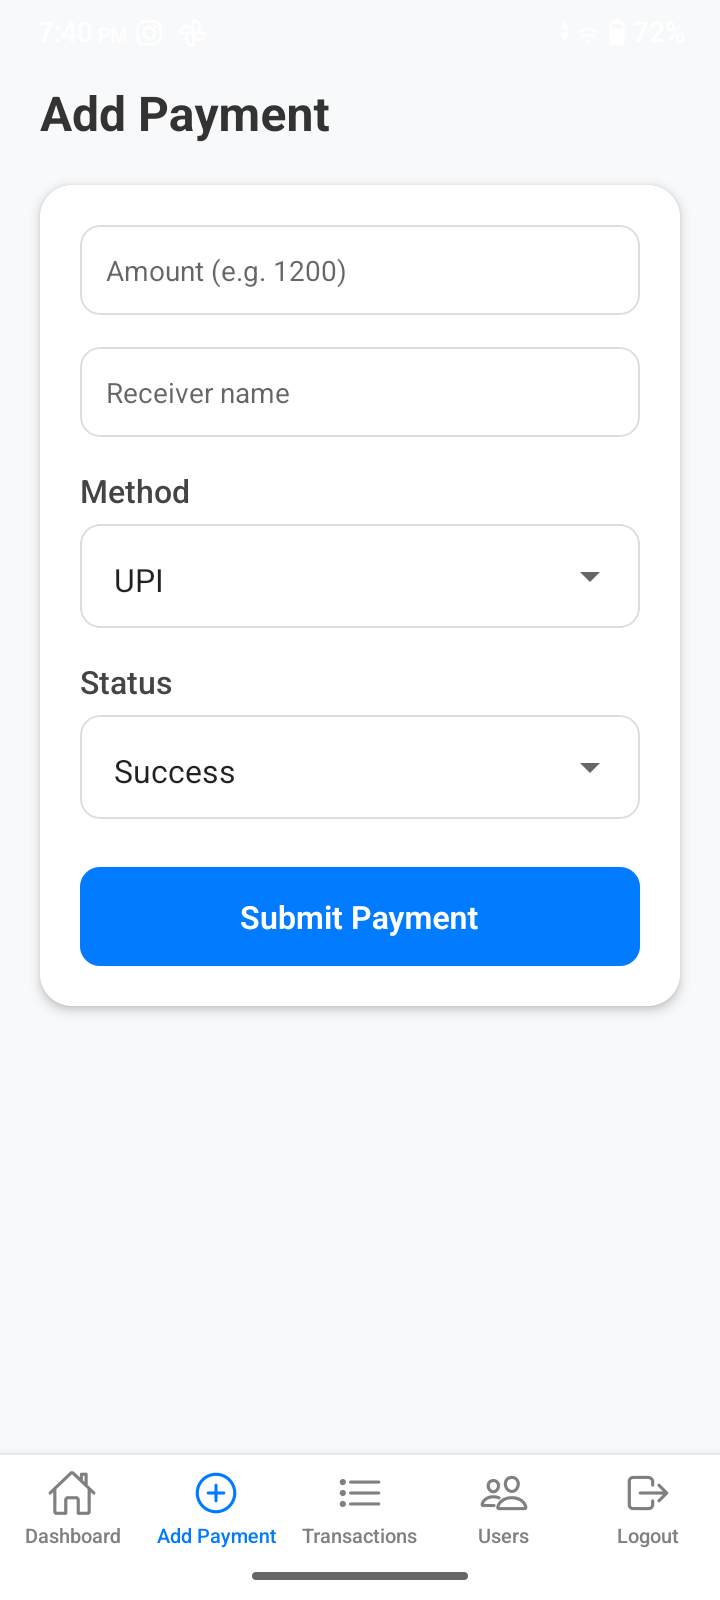 7:40 PM 72%
Add Payment
Amount (e.g. 1200)
Receiver name
Method
UPI
Status
Success
Submit Payment
Dashboard Add Payment Transactions Users Logout